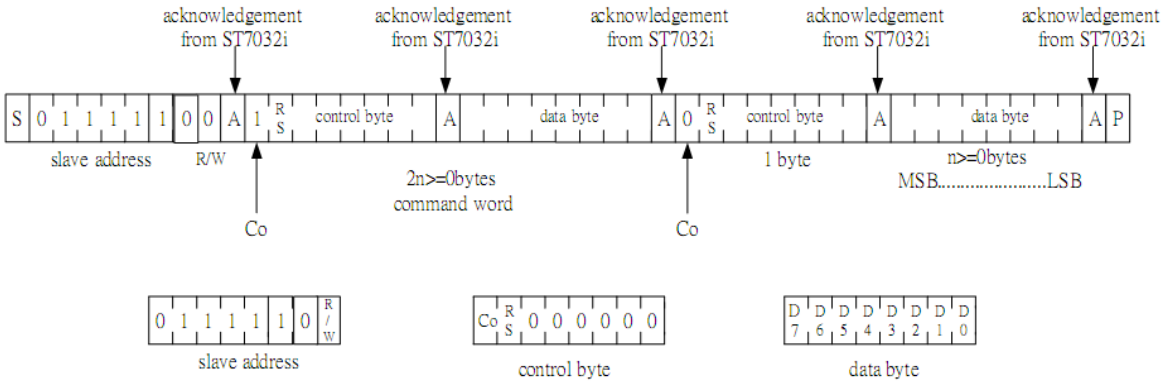 acknowledgement acknowledgement acknowledgement acknowledgement acknowledgement
from ST7032i from ST7032i from ST7032i from ST7032i from ST7032i
S 0 1 1 1 1 1 0 0 A 1 RS control byte A data byte A 0 RS control byte A data byte A P
slave address R/W 1 byte n>=0bytes
2n>=0bytes MSB......................LSB
command word
Co Co
0 1 1 1 1 1 0 R/W Co RS 0 0 0 0 0 0 D7 D6 D5 D4 D3 D2 D1 D0
slave address control byte data byte